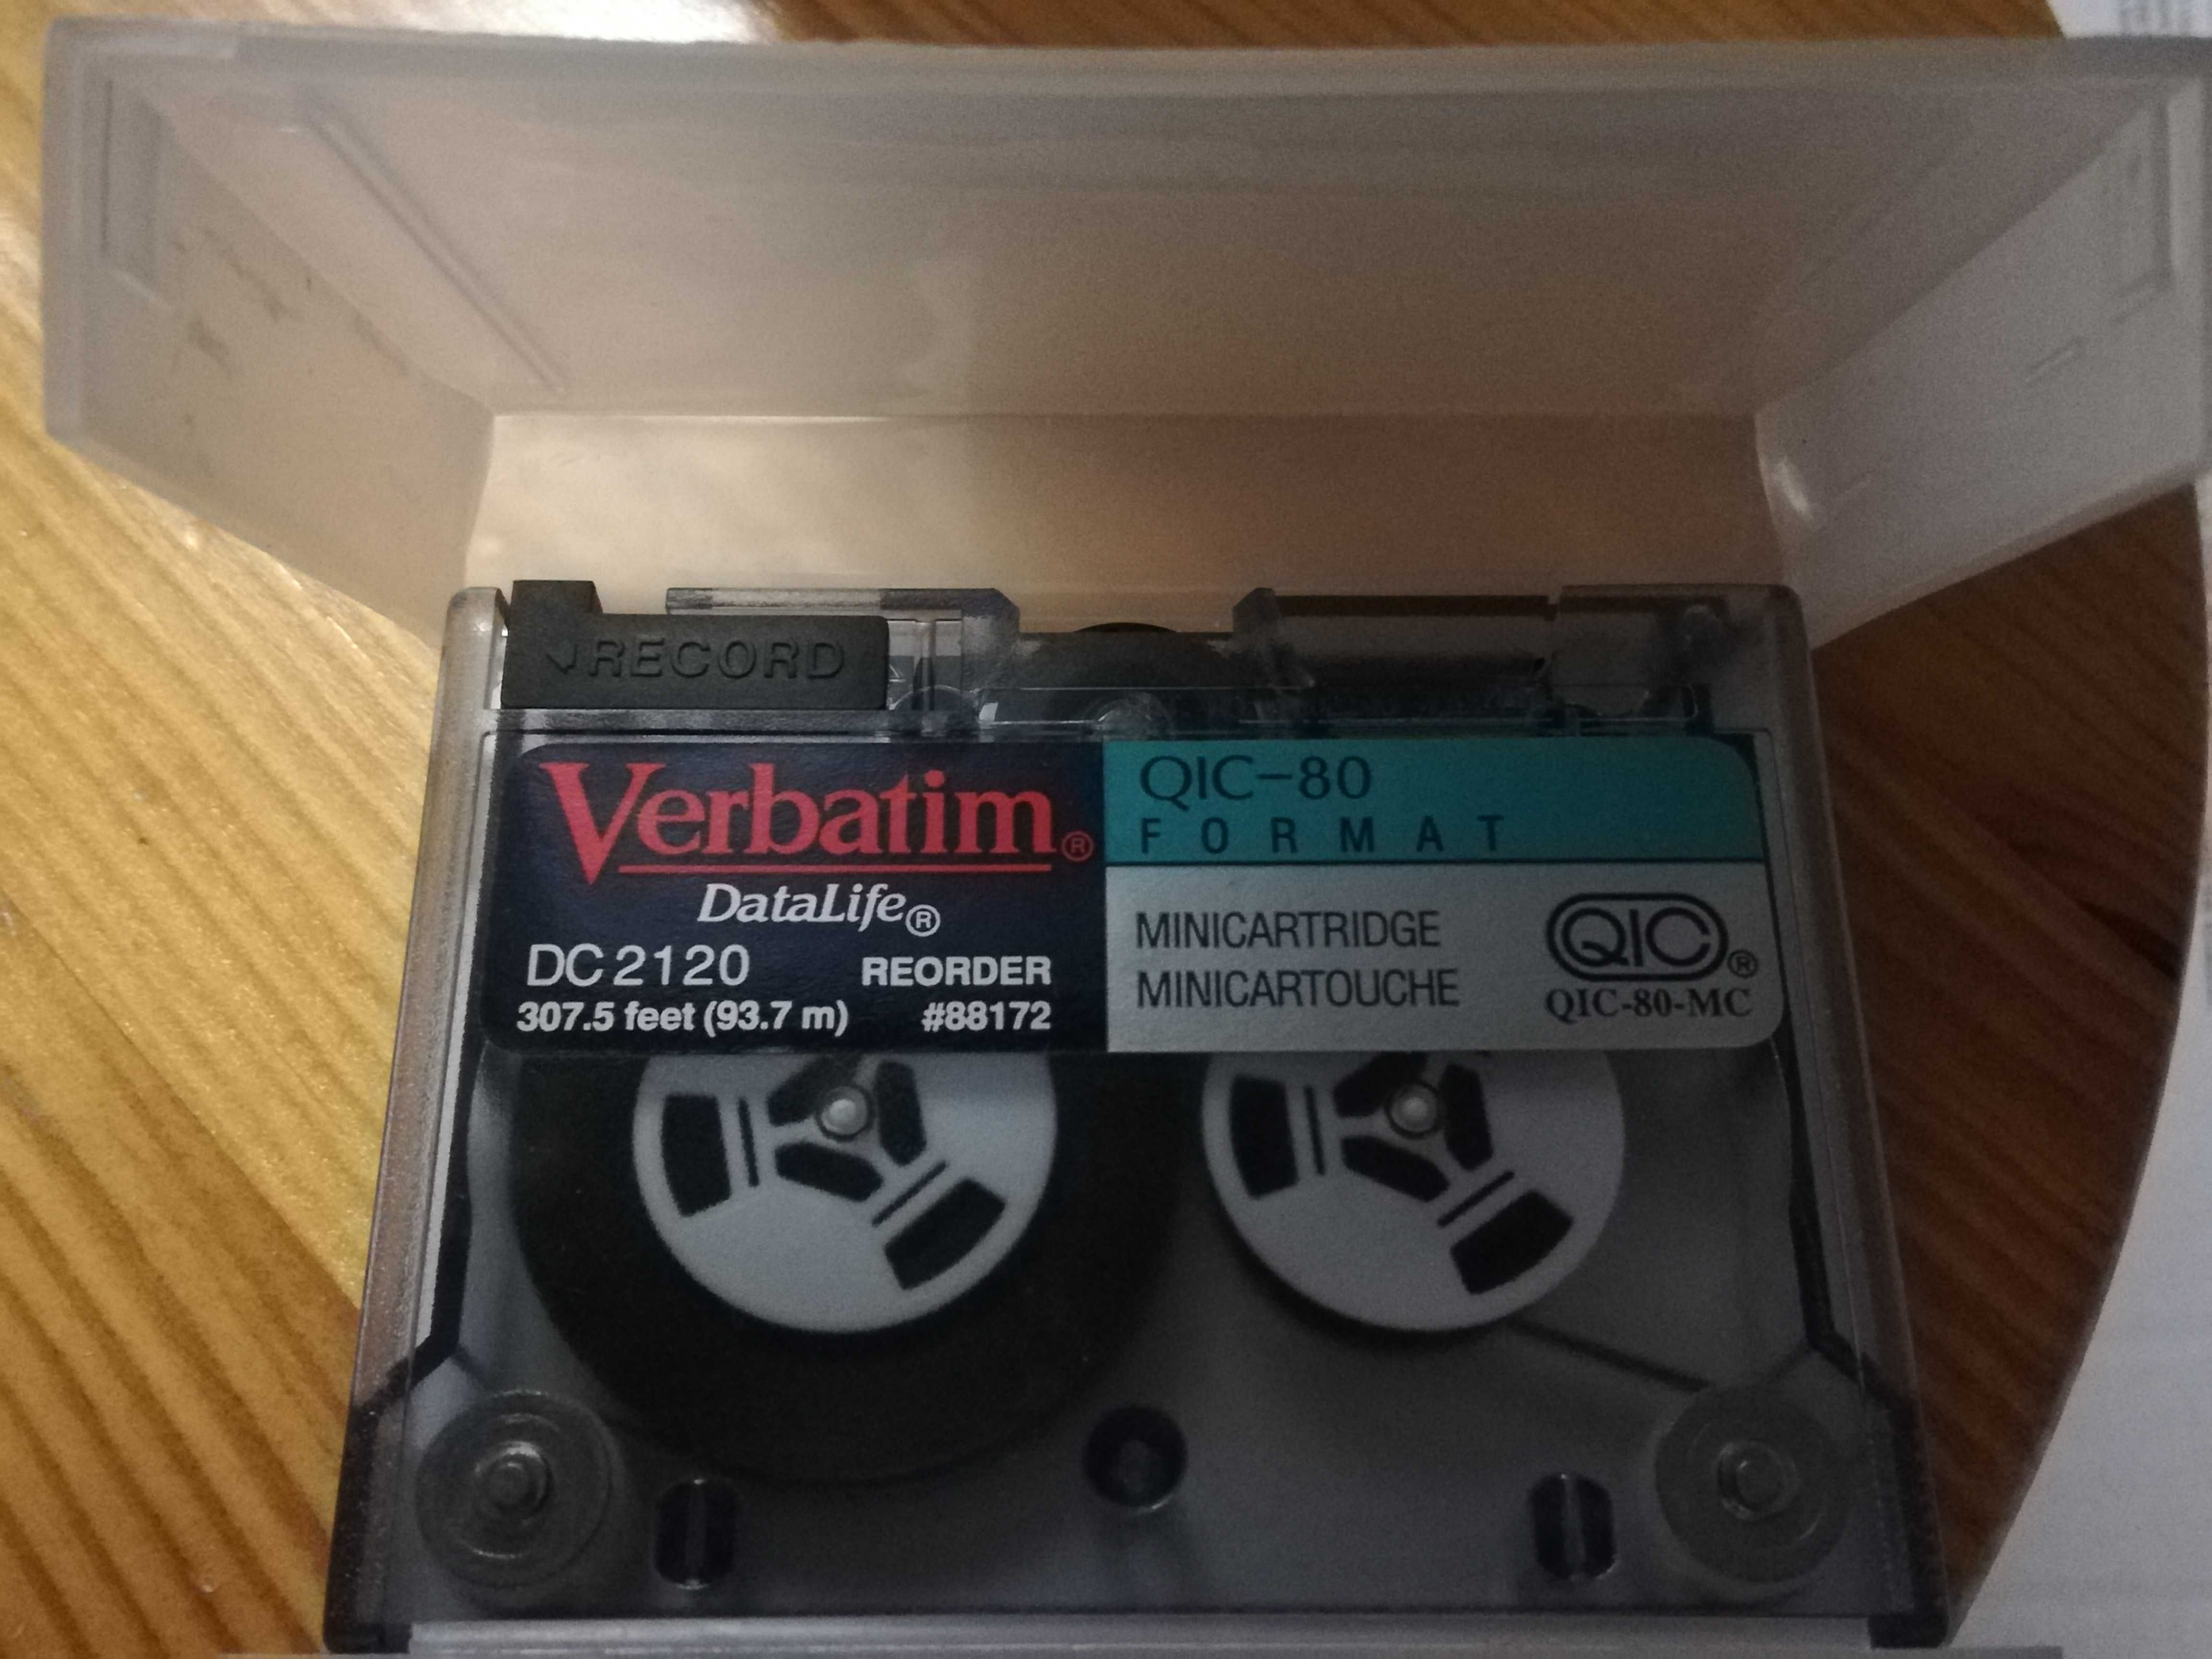 RECORD
Verbatim®
DataLife®
DC 2120 REORDER
307.5 feet (93.7 m) #88172
QIC-80
FORMAT
MINICARTRIDGE
MINICARTOUCHE
QIC®
QIC-80-MC